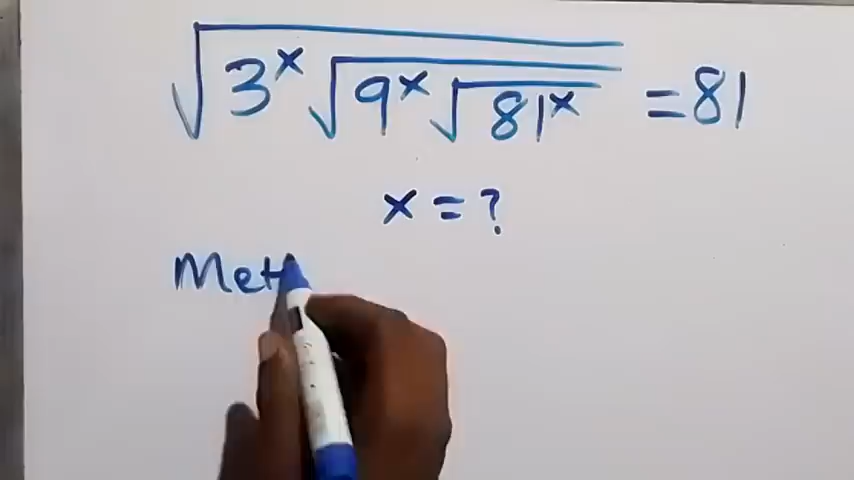 √(3^x √(9^x √(81^x))) = 81
x = ?
Met